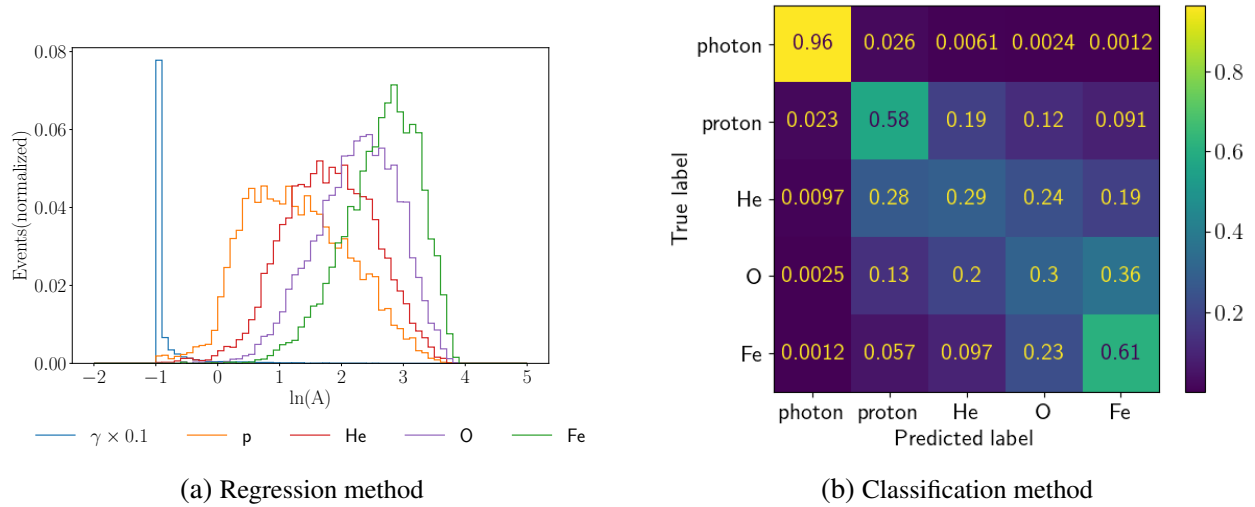 0.08
0.06
0.04
0.02
0.00
Events(normalized)
−2 −1 0 1 2 3 4 5
ln(A)
γ × 0.1 p He O Fe
(a) Regression method
True label
photon 0.96 0.026 0.0061 0.0024 0.0012
proton 0.023 0.58 0.19 0.12 0.091
He 0.0097 0.28 0.29 0.24 0.19
O 0.0025 0.13 0.2 0.3 0.36
Fe 0.0012 0.057 0.097 0.23 0.61
photon proton He O Fe
Predicted label
0.8
0.6
0.4
0.2
(b) Classification method